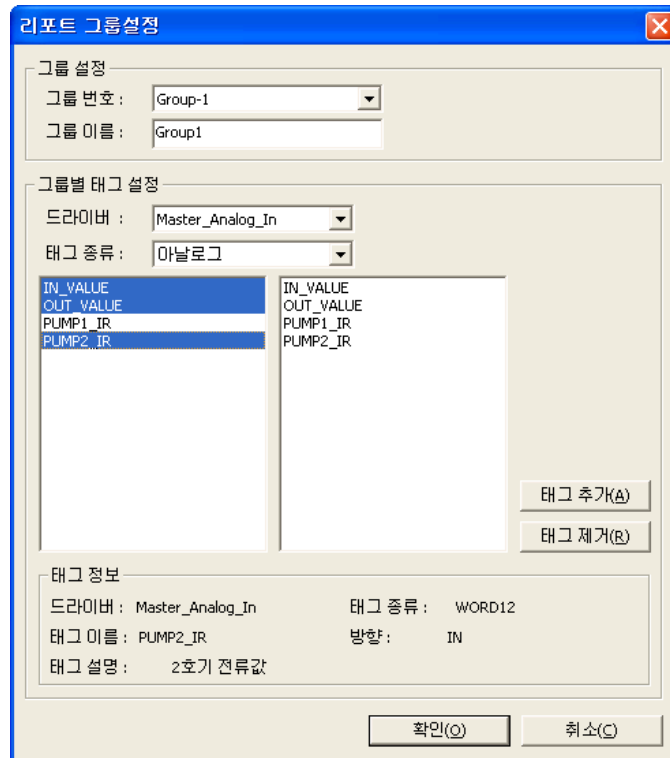 리포트 그룹설정
그룹 설정
그룹 번호 : Group-1
그룹 이름 : Group1
그룹별 태그 설정
드라이버 : Master_Analog_In
태그 종류 : 아날로그
IN_VALUE
OUT_VALUE
PUMP1_IR
PUMP2_IR
IN_VALUE
OUT_VALUE
PUMP1_IR
PUMP2_IR
태그 추가(A)
태그 제거(R)
태그 정보
드라이버 : Master_Analog_In 태그 종류 : WORD12
태그 이름 : PUMP2_IR 방향 : IN
태그 설명 : 2호기 전류값
확인(O) 취소(C)